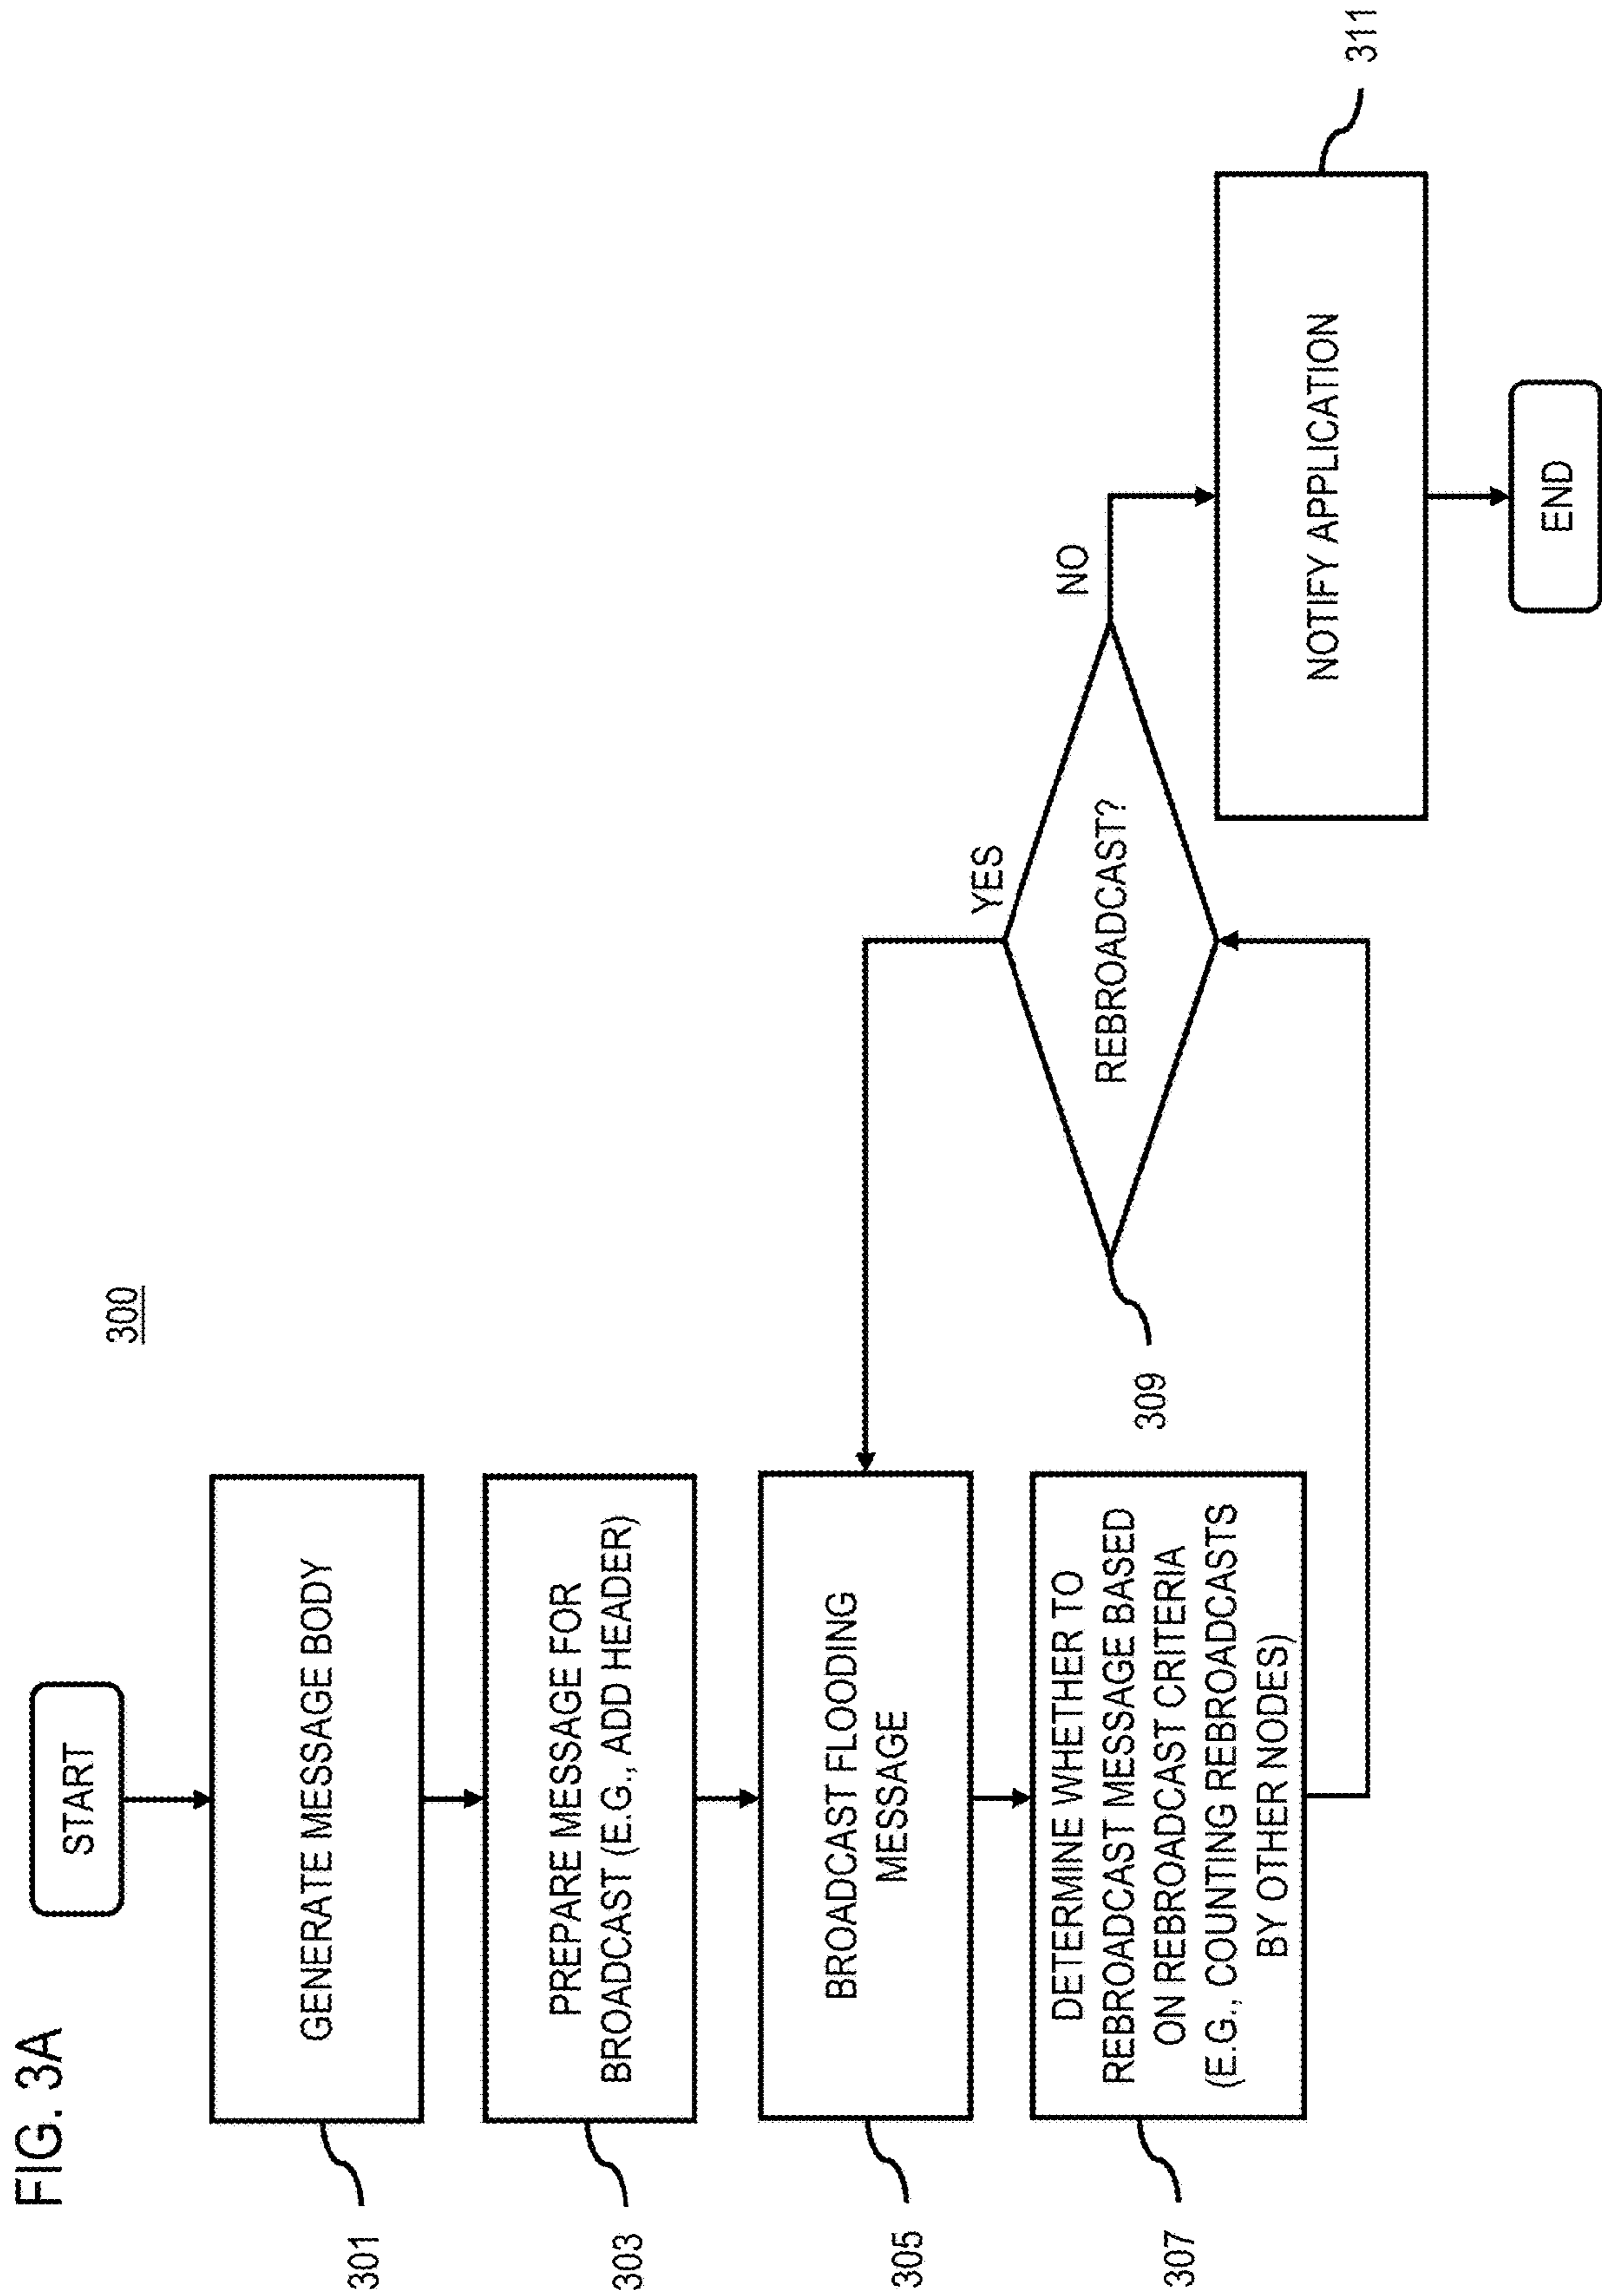 FIG. 3A
300
START
GENERATE MESSAGE BODY
301
PREPARE MESSAGE FOR
BROADCAST (E.G., ADD HEADER)
303
BROADCAST FLOODING
MESSAGE
305
DETERMINE WHETHER TO
REBROADCAST MESSAGE BASED
ON REBROADCAST CRITERIA
(E.G., COUNTING REBROADCASTS
BY OTHER NODES)
307
YES
REBROADCAST?
309
NO
NOTIFY APPLICATION
311
END